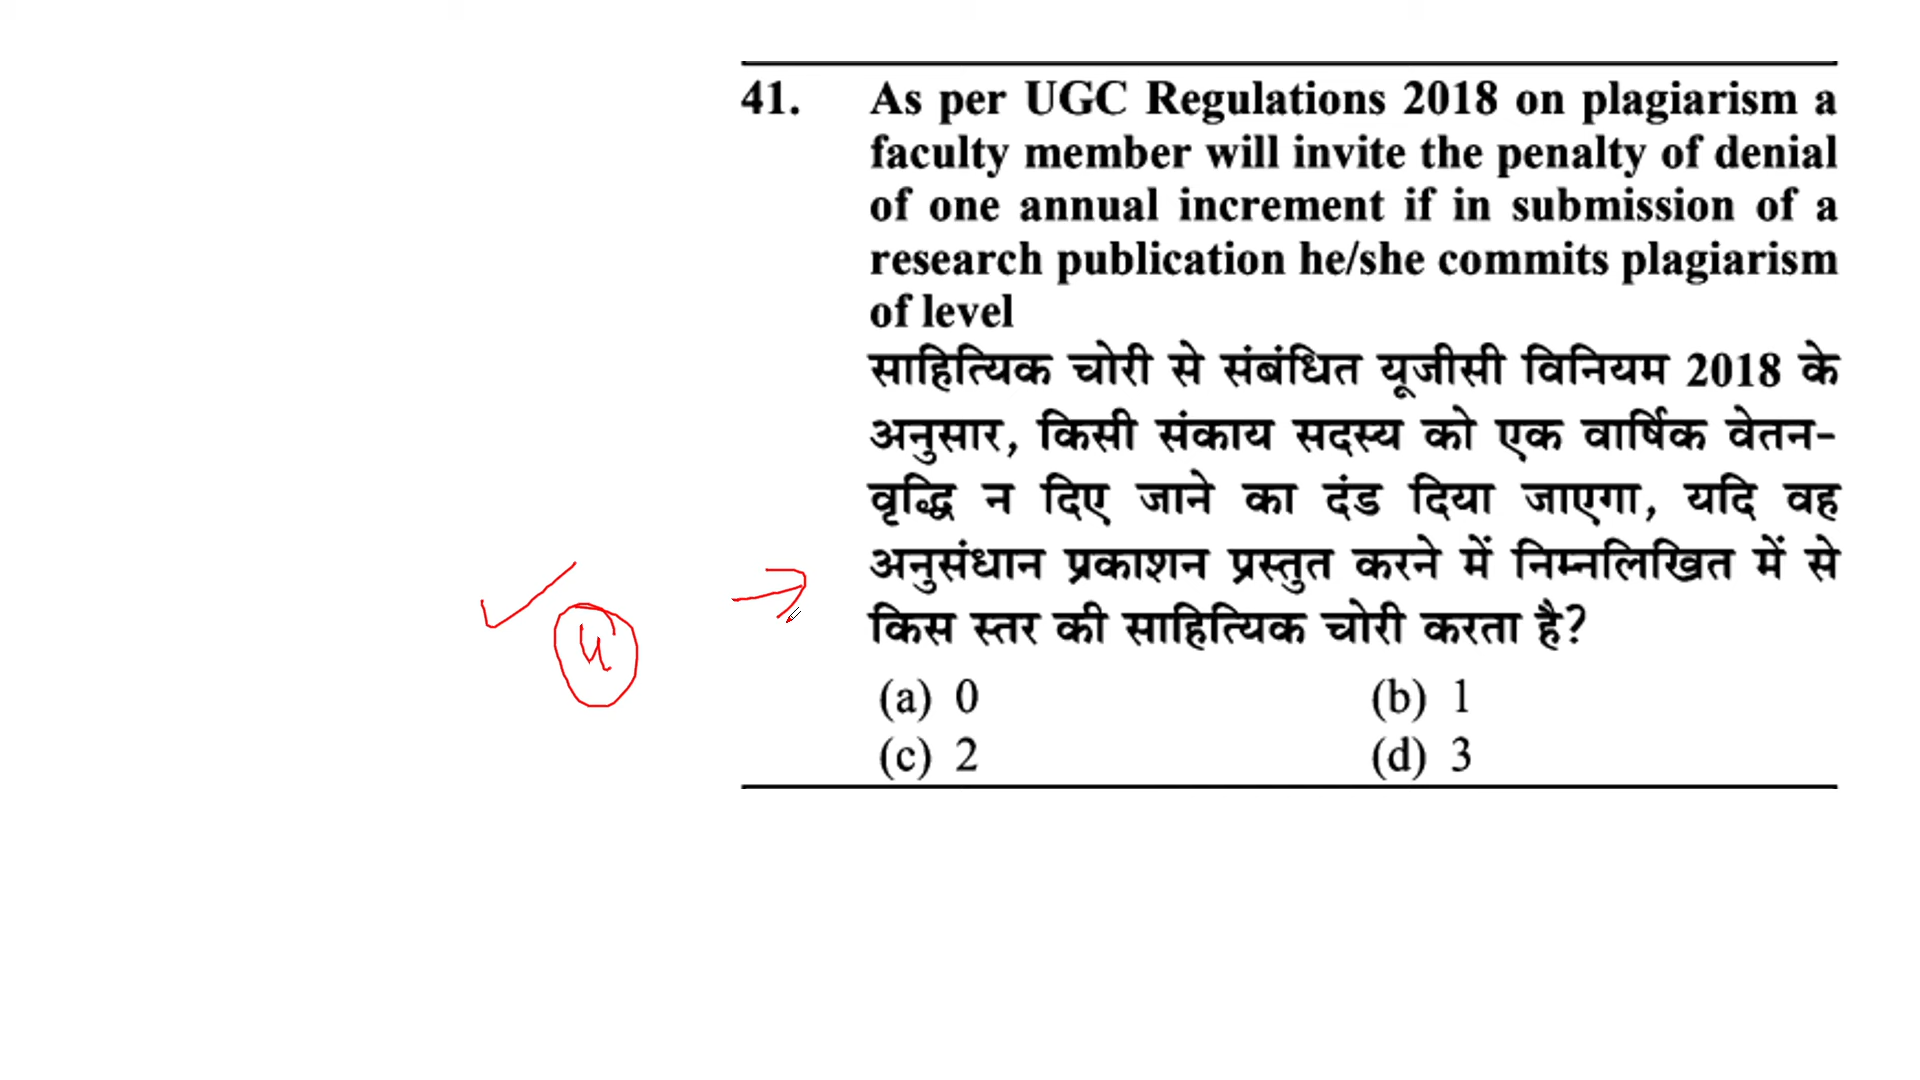 41. As per UGC Regulations 2018 on plagiarism a
faculty member will invite the penalty of denial
of one annual increment if in submission of a
research publication he/she commits plagiarism
of level
साहित्यिक चोरी से संबंधित यूजीसी विनियम 2018 के
अनुसार, किसी संकाय सदस्य को एक वार्षिक वेतन-
वृद्धि न दिए जाने का दंड दिया जाएगा, यदि वह
अनुसंधान प्रकाशन प्रस्तुत करने में निम्नलिखित में से
किस स्तर की साहित्यिक चोरी करता है?
(a) 0 (b) 1
(c) 2 (d) 3